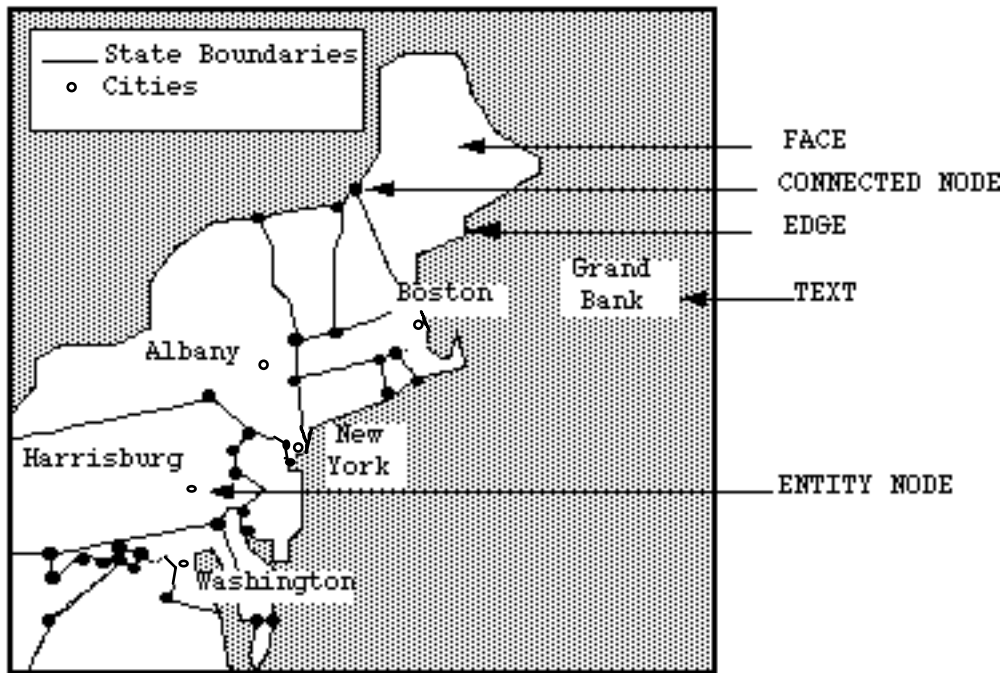 State Boundaries
Cities
FACE
CONNECTED NODE
EDGE
Grand
Bank
TEXT
Boston
Albany
New
York
Harrisburg
ENTITY NODE
Washington